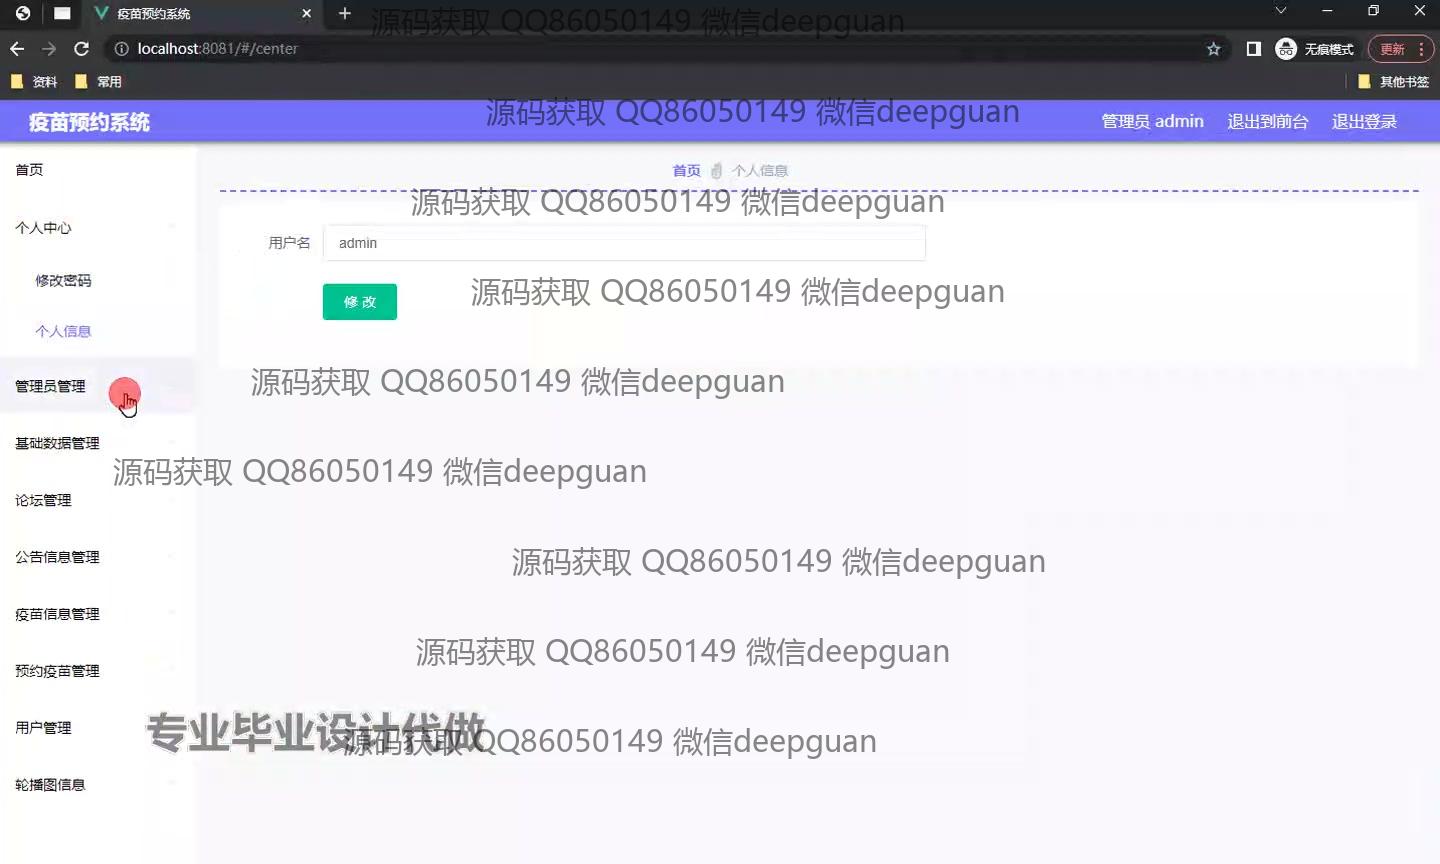 疫苗预约系统
源码获取 QQ86050149 微信deepguan
localhost:8081/#/center
无痕模式
更新
资料
常用
其他书签
疫苗预约系统
源码获取 QQ86050149 微信deepguan
管理员 admin
退出到前台
退出登录
首页
首页
个人信息
源码获取 QQ86050149 微信deepguan
个人中心
用户名
admin
修改密码
修改
源码获取 QQ86050149 微信deepguan
个人信息
管理员管理
源码获取 QQ86050149 微信deepguan
基础数据管理
源码获取 QQ86050149 微信deepguan
论坛管理
公告信息管理
源码获取 QQ86050149 微信deepguan
疫苗信息管理
源码获取 QQ86050149 微信deepguan
预约疫苗管理
用户管理
专业毕业设计代做
源码获取 QQ86050149 微信deepguan
轮播图信息